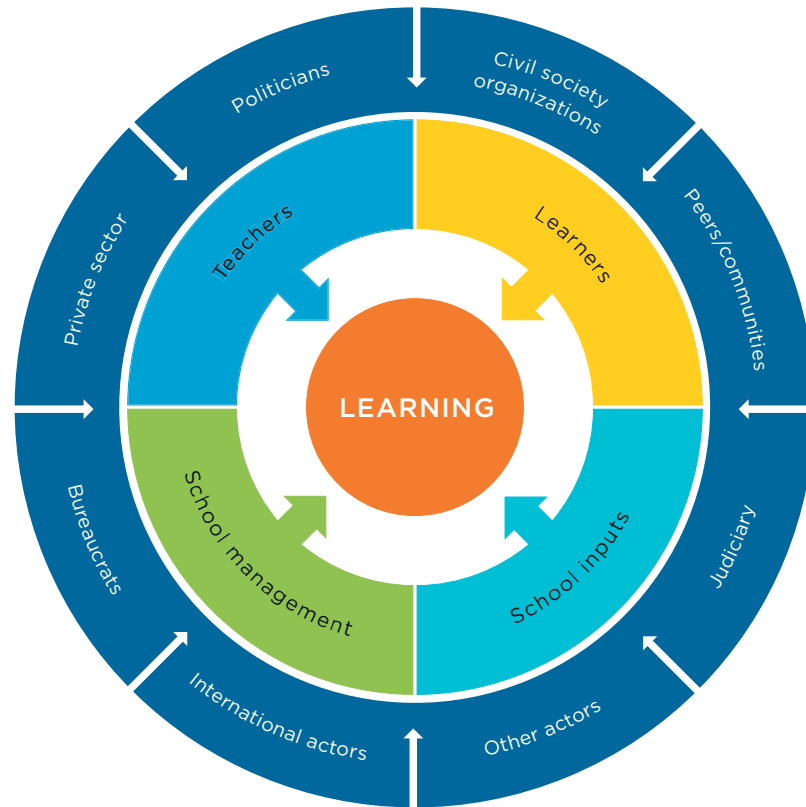 Politicians
Civil society
organizations
Private sector
Peers/communities
Teachers
Learners
LEARNING
School management
School inputs
Bureaucrats
Judiciary
International actors
Other actors